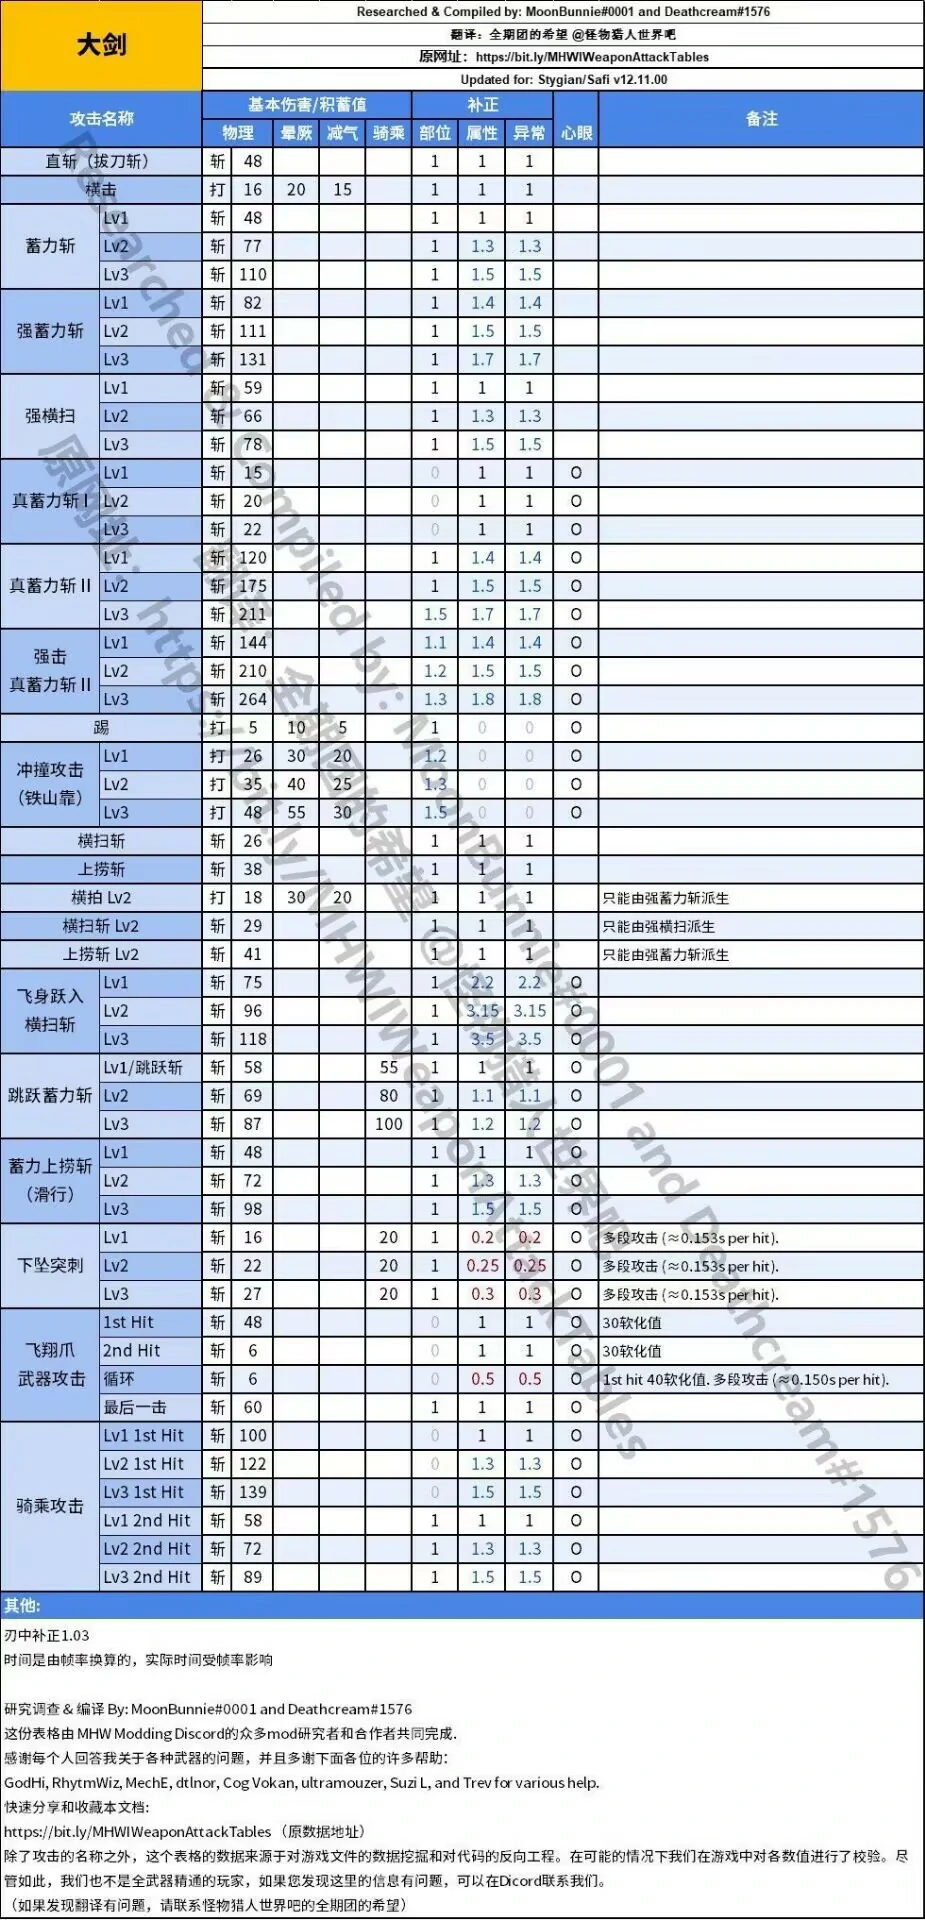 大剑
Researched & Compiled by: MoonBunnie#0001 and Deathcream#1576
翻译：全期团的希望 @怪物猎人世界吧
原网址：https://bit.ly/MHWIWeaponAttackTables
Updated for: Stygian/Safi v12.11.00
攻击名称 基本伤害/积蓄值 补正 心眼 备注
物理 晕厥 减气 骑乘 部位 属性 异常
直斩（拔刀斩） 斩 48 1 1 1
横击 打 16 20 15 1 1 1
蓄力斩 Lv1 斩 48 1 1 1
Lv2 斩 77 1 1.3 1.3
Lv3 斩 110 1 1.5 1.5
强蓄力斩 Lv1 斩 82 1 1.4 1.4
Lv2 斩 111 1 1.5 1.5
Lv3 斩 131 1 1.7 1.7
强横扫 Lv1 斩 59 1 1 1
Lv2 斩 66 1 1.3 1.3
Lv3 斩 78 1 1.5 1.5
真蓄力斩 I Lv1 斩 15 0 1 1 O
Lv2 斩 20 0 1 1 O
Lv3 斩 22 0 1 1 O
真蓄力斩 II Lv1 斩 120 1 1.4 1.4 O
Lv2 斩 175 1 1.5 1.5 O
Lv3 斩 211 1.5 1.7 1.7 O
强击 真蓄力斩 II Lv1 斩 144 1.1 1.4 1.4 O
Lv2 斩 210 1.2 1.5 1.5 O
Lv3 斩 264 1.3 1.8 1.8 O
踢 打 5 10 5 1 0 0 O
冲撞攻击（铁山靠） Lv1 打 26 30 20 1.2 0 0 O
Lv2 打 35 40 25 1.3 0 0 O
Lv3 打 48 55 30 1.5 0 0 O
横扫斩 斩 26 1 1 1
上捞斩 斩 38 1 1 1
横拍 Lv2 打 18 30 20 1 1 1 只能由强蓄力斩派生
横扫斩 Lv2 斩 29 1 1 1 只能由强横扫派生
上捞斩 Lv2 斩 41 1 1 1 只能由强蓄力斩派生
飞身跃入横扫斩 Lv1 斩 75 1 2.2 2.2 O
Lv2 斩 96 1 3.15 3.15 O
Lv3 斩 118 1 3.5 3.5 O
跳跃蓄力斩 Lv1/跳跃斩 斩 58 55 1 1 1 O
Lv2 斩 69 80 1 1.1 1.1 O
Lv3 斩 87 100 1 1.2 1.2 O
蓄力上捞斩（滑行） Lv1 斩 48 1 1 1 O
Lv2 斩 72 1 1.3 1.3 O
Lv3 斩 98 1 1.5 1.5 O
下坠突刺 Lv1 斩 16 20 1 0.2 0.2 O 多段攻击 (≈0.153s per hit).
Lv2 斩 22 20 1 0.25 0.25 O 多段攻击 (≈0.153s per hit).
Lv3 斩 27 20 1 0.3 0.3 O 多段攻击 (≈0.153s per hit).
飞翔爪武器攻击 1st Hit 斩 48 0 1 1 O 30软化值
2nd Hit 斩 6 0 1 1 O 30软化值
循环 斩 6 0 0.5 0.5 O 1st hit 40软化值. 多段攻击 (≈0.150s per hit).
最后一击 斩 60 1 1 1 O
骑乘攻击 Lv1 1st Hit 斩 100 0 1 1 O
Lv2 1st Hit 斩 122 0 1.3 1.3 O
Lv3 1st Hit 斩 139 0 1.5 1.5 O
Lv1 2nd Hit 斩 58 1 1 1 O
Lv2 2nd Hit 斩 72 1 1.3 1.3 O
Lv3 2nd Hit 斩 89 1 1.5 1.5 O
其他:
刃中补正1.03
时间是由帧率换算的，实际时间受帧率影响
研究调查 & 编译 By: MoonBunnie#0001 and Deathcream#1576
这份表格由 MHW Modding Discord的众多mod研究者和合作者共同完成.
感谢每个人回答我关于各种武器的问题，并且多谢下面各位的许多帮助：
GodHi, RhytmWiz, MechE, dtlnor, Cog Vokan, ultramouzer, Suzi L, and Trev for various help.
快速分享和收藏本文档:
https://bit.ly/MHWIWeaponAttackTables （原数据地址）
除了攻击的名称之外，这个表格的数据来源于对游戏文件的数据挖掘和对代码的反向工程。在可能的情况下我们在游戏中对各数值进行了校验。尽
管如此，我们也不是全武器精通的玩家，如果您发现这里的信息有问题，可以在Dicord联系我们。
（如果发现翻译有问题，请联系怪物猎人世界吧的全期团的希望）
Researched & Compiled by: MoonBunnie#0001 and Deathcream#1576
翻译：全期团的希望 @怪物猎人世界吧
原网址：https://bit.ly/MHWIWeaponAttackTables